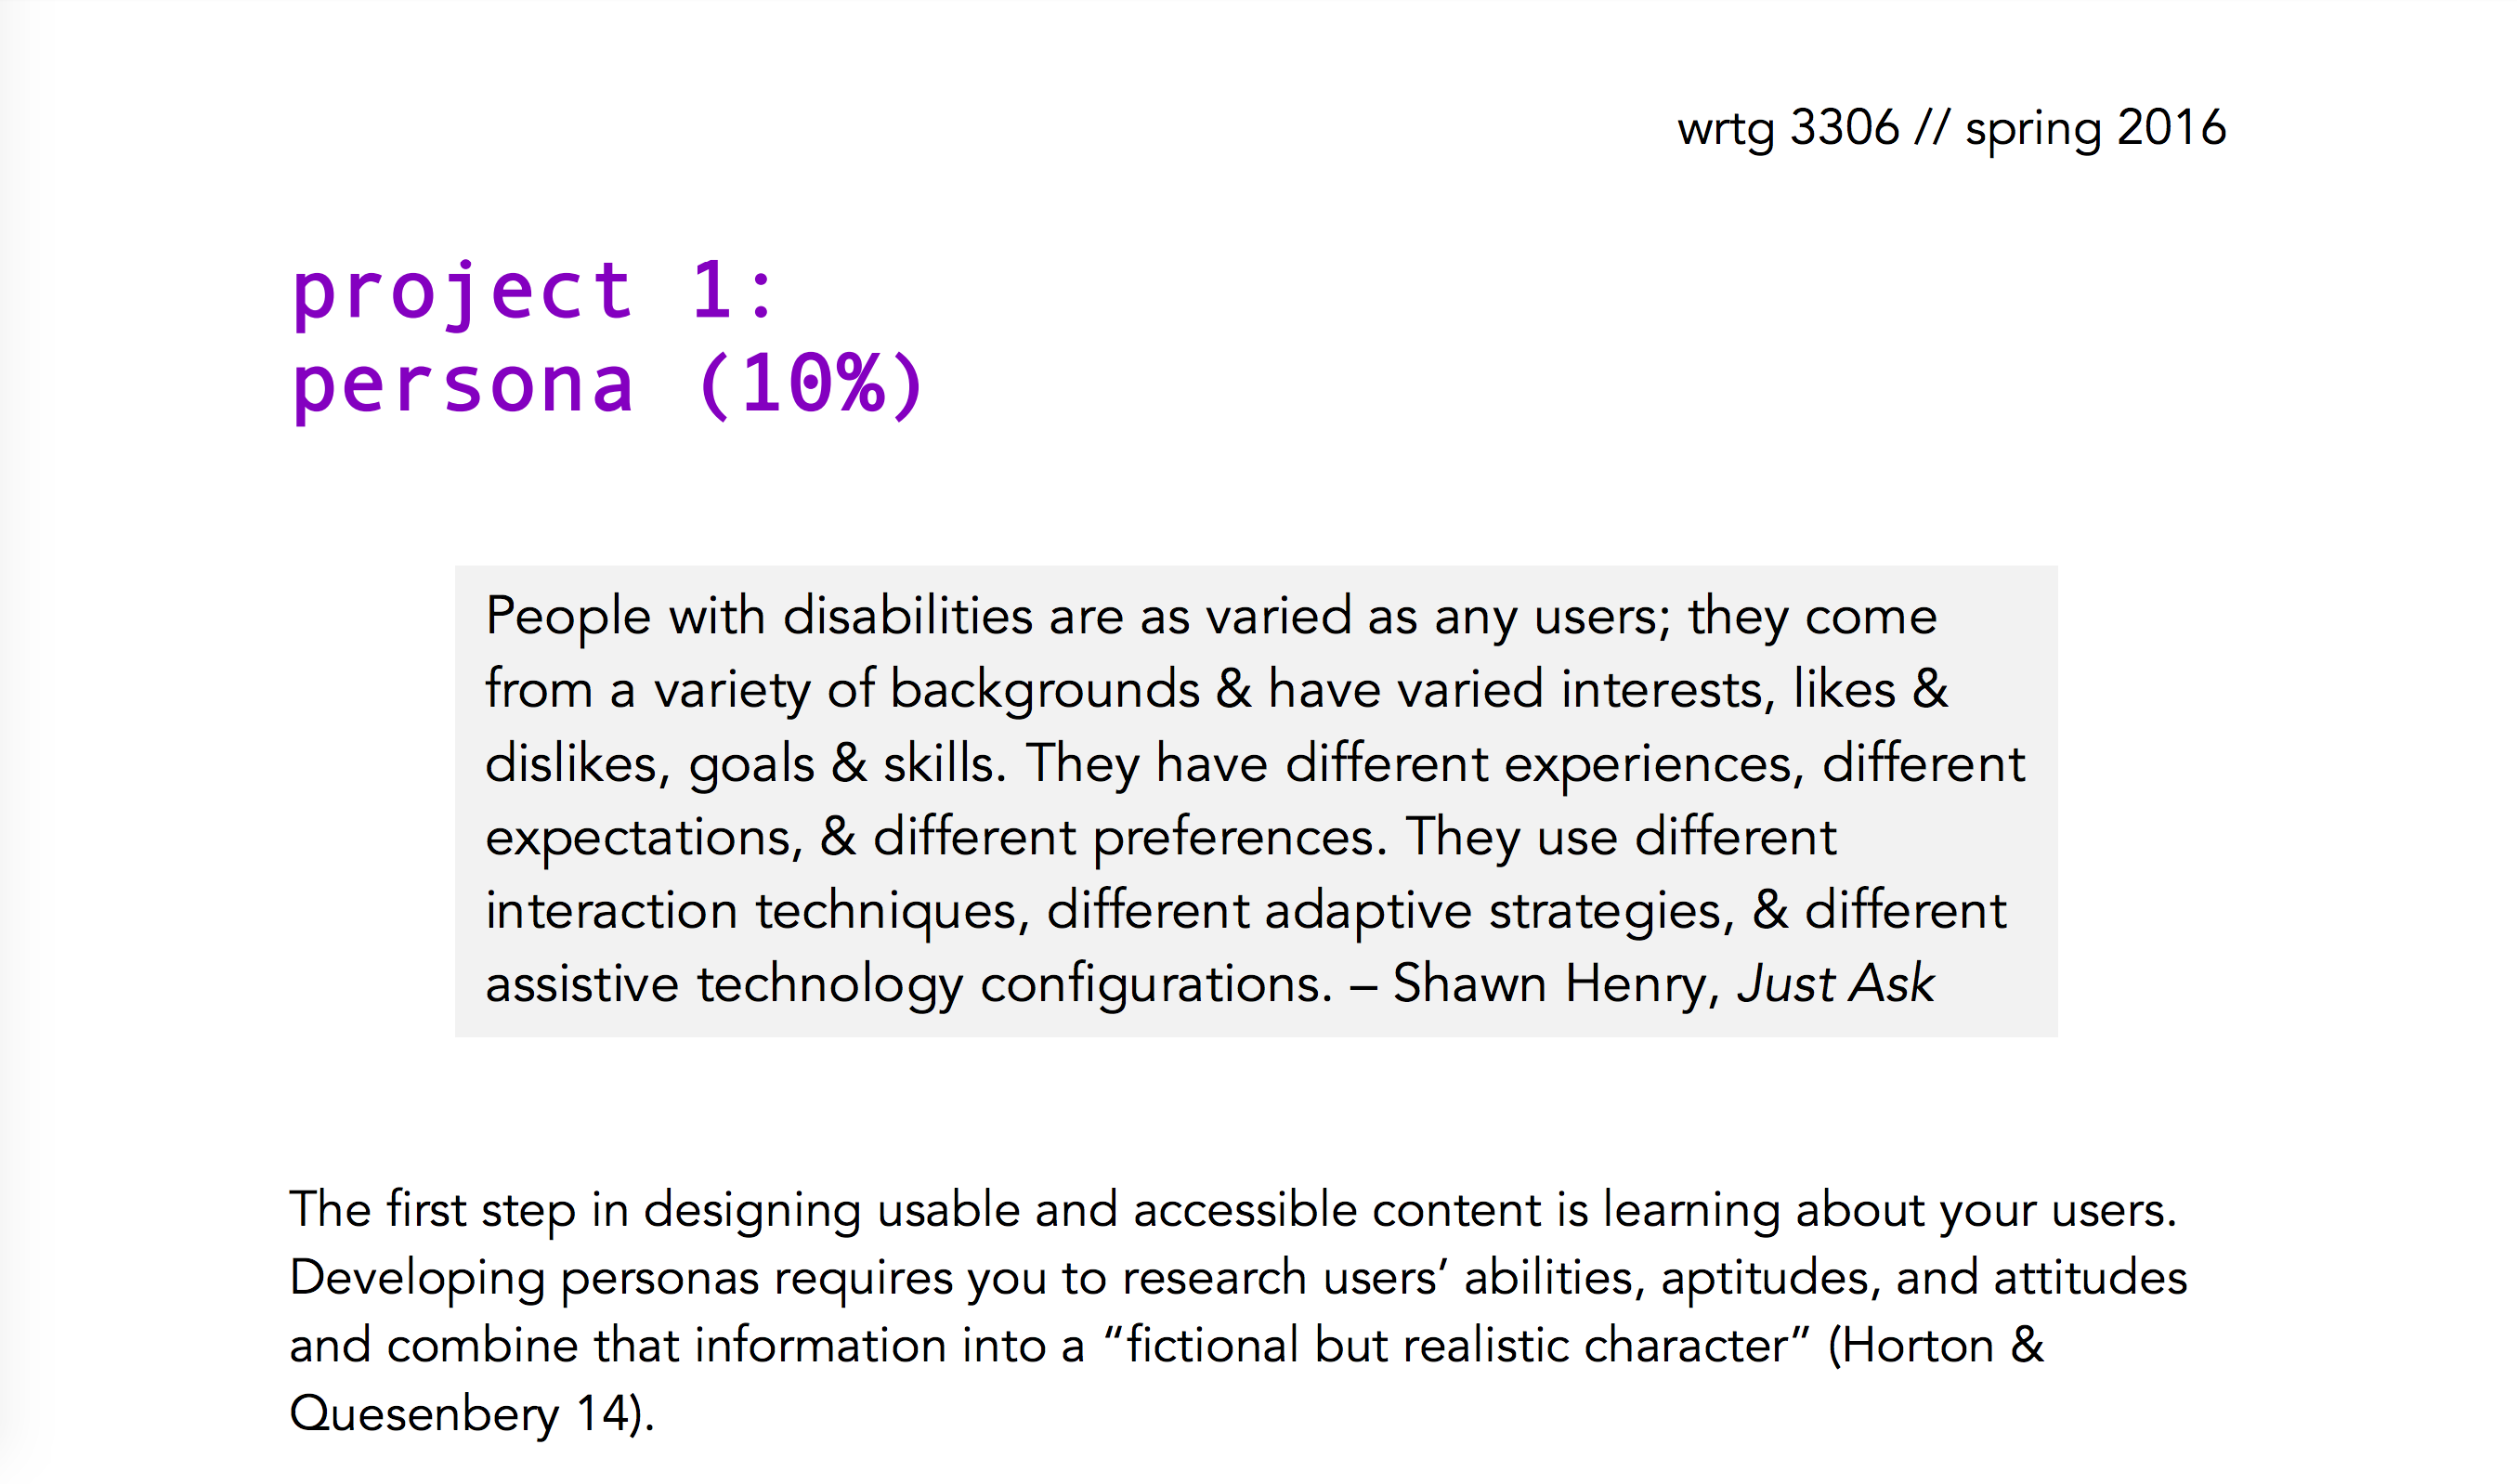 wrtg 3306 // spring 2016
project 1:
persona (10%)
People with disabilities are as varied as any users; they come
from a variety of backgrounds & have varied interests, likes &
dislikes, goals & skills. They have different experiences, different
expectations, & different preferences. They use different
interaction techniques, different adaptive strategies, & different
assistive technology configurations. – Shawn Henry, Just Ask
The first step in designing usable and accessible content is learning about your users.
Developing personas requires you to research users’ abilities, aptitudes, and attitudes
and combine that information into a “fictional but realistic character” (Horton &
Quesenbery 14).